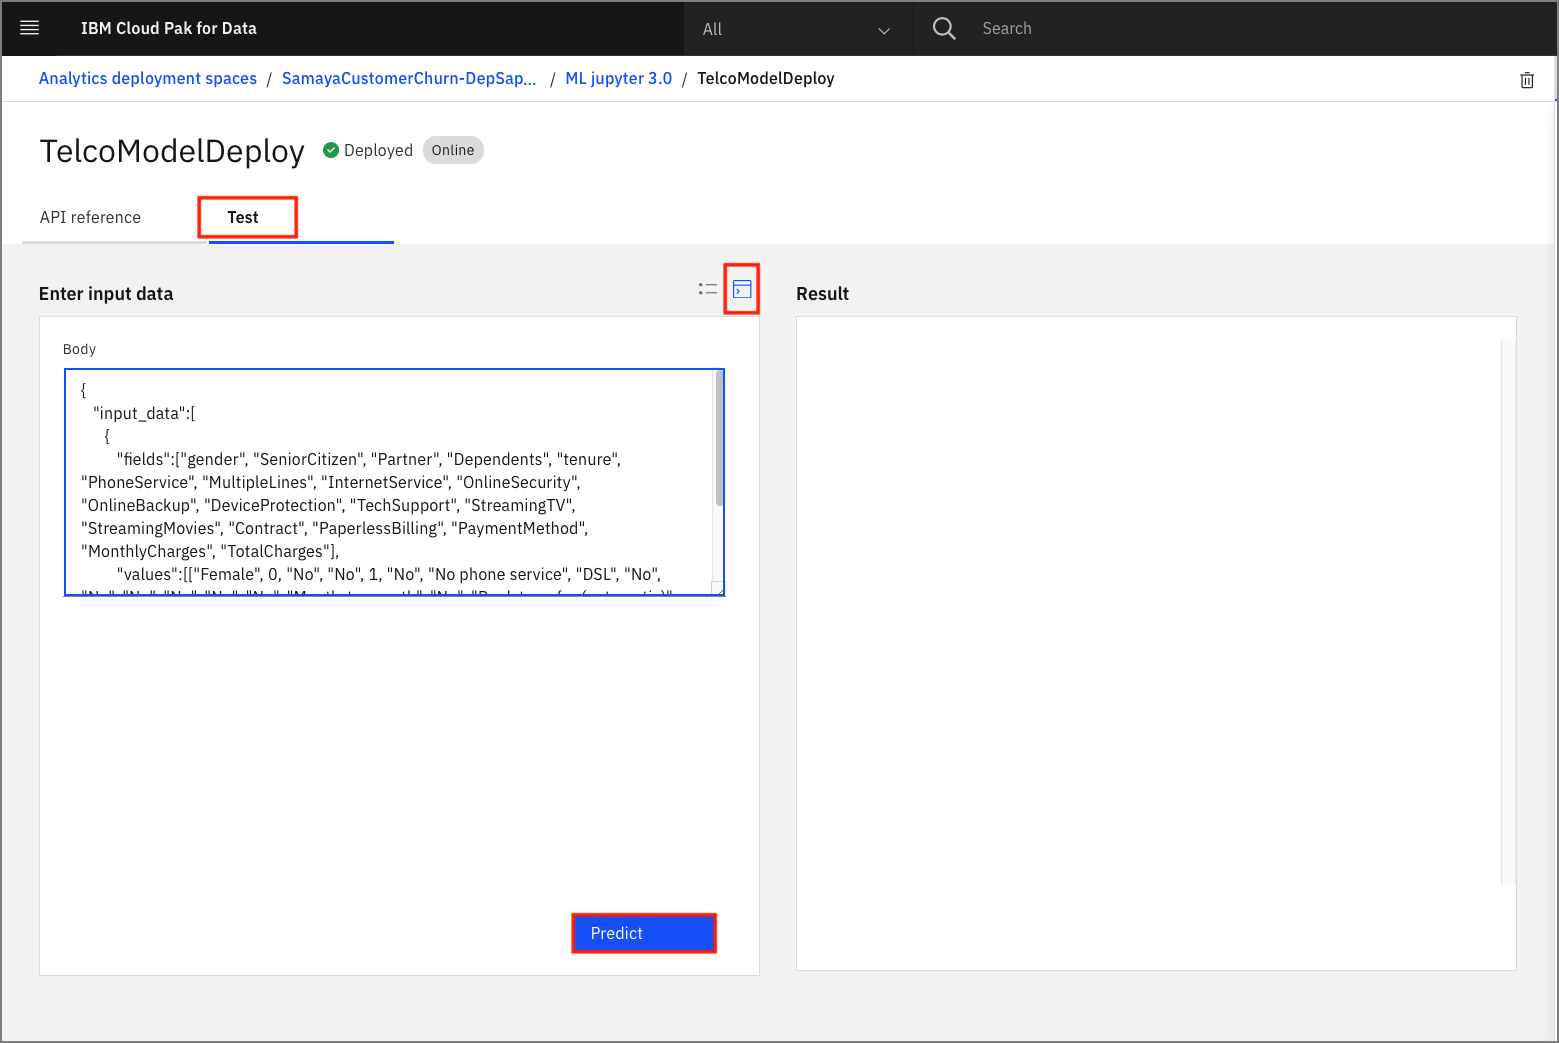 IBM Cloud Pak for Data
All
Search
Analytics deployment spaces / SamayaCustomerChurn-DepSap... / ML jupyter 3.0 / TelcoModelDeploy
TelcoModelDeploy
Deployed
Online
API reference
Test
Enter input data
Result
Body
{
"input_data":[
{
"fields":["gender", "SeniorCitizen", "Partner", "Dependents", "tenure",
"PhoneService", "MultipleLines", "InternetService", "OnlineSecurity",
"OnlineBackup", "DeviceProtection", "TechSupport", "StreamingTV",
"StreamingMovies", "Contract", "PaperlessBilling", "PaymentMethod",
"MonthlyCharges", "TotalCharges"],
"values":[["Female", 0, "No", "No", 1, "No", "No phone service", "DSL", "No",
Predict